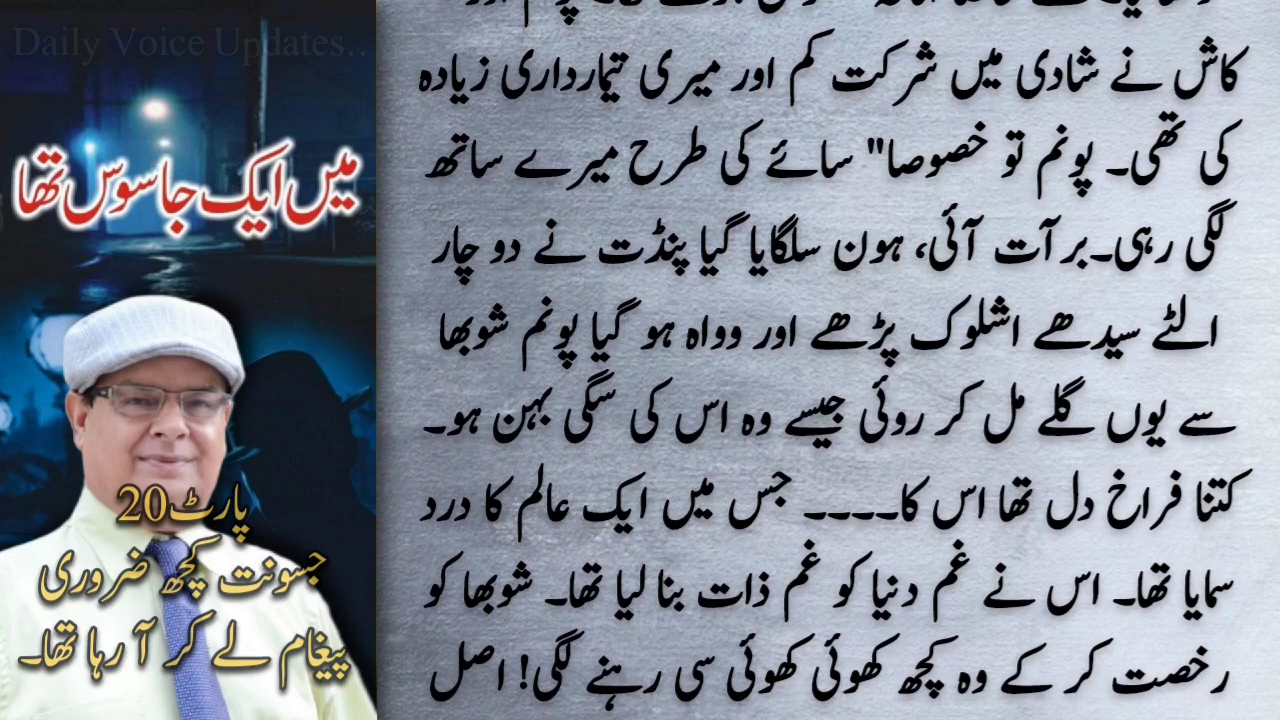 Daily Voice Updates..
میں ایک جاسوس تھا
پارٹ 20
جسونت کچھ ضروری
پیغام لے کر آ رہا تھا۔
کاش نے شادی میں شرکت کم اور میری تیمارداری زیادہ
کی تھی۔ پونم تو خصوصا" سائے کی طرح میرے ساتھ
لگی رہی۔برآت آئی، ہون سلگایا گیا پنڈت نے دو چار
الٹے سیدھے اشلوک پڑھے اور وواہ ہو گیا پونم شوبھا
سے یوں گلے مل کر روئی جیسے وہ اس کی سگی بہن ہو۔
کتنا فراخ دل تھا اس کا۔۔۔۔ جس میں ایک عالم کا درد
سمایا تھا۔ اس نے غم دنیا کو غم ذات بنا لیا تھا۔ شوبھا کو
رخصت کر کے وہ کچھ کھوئی کھوئی سی رہنے لگی! اصل